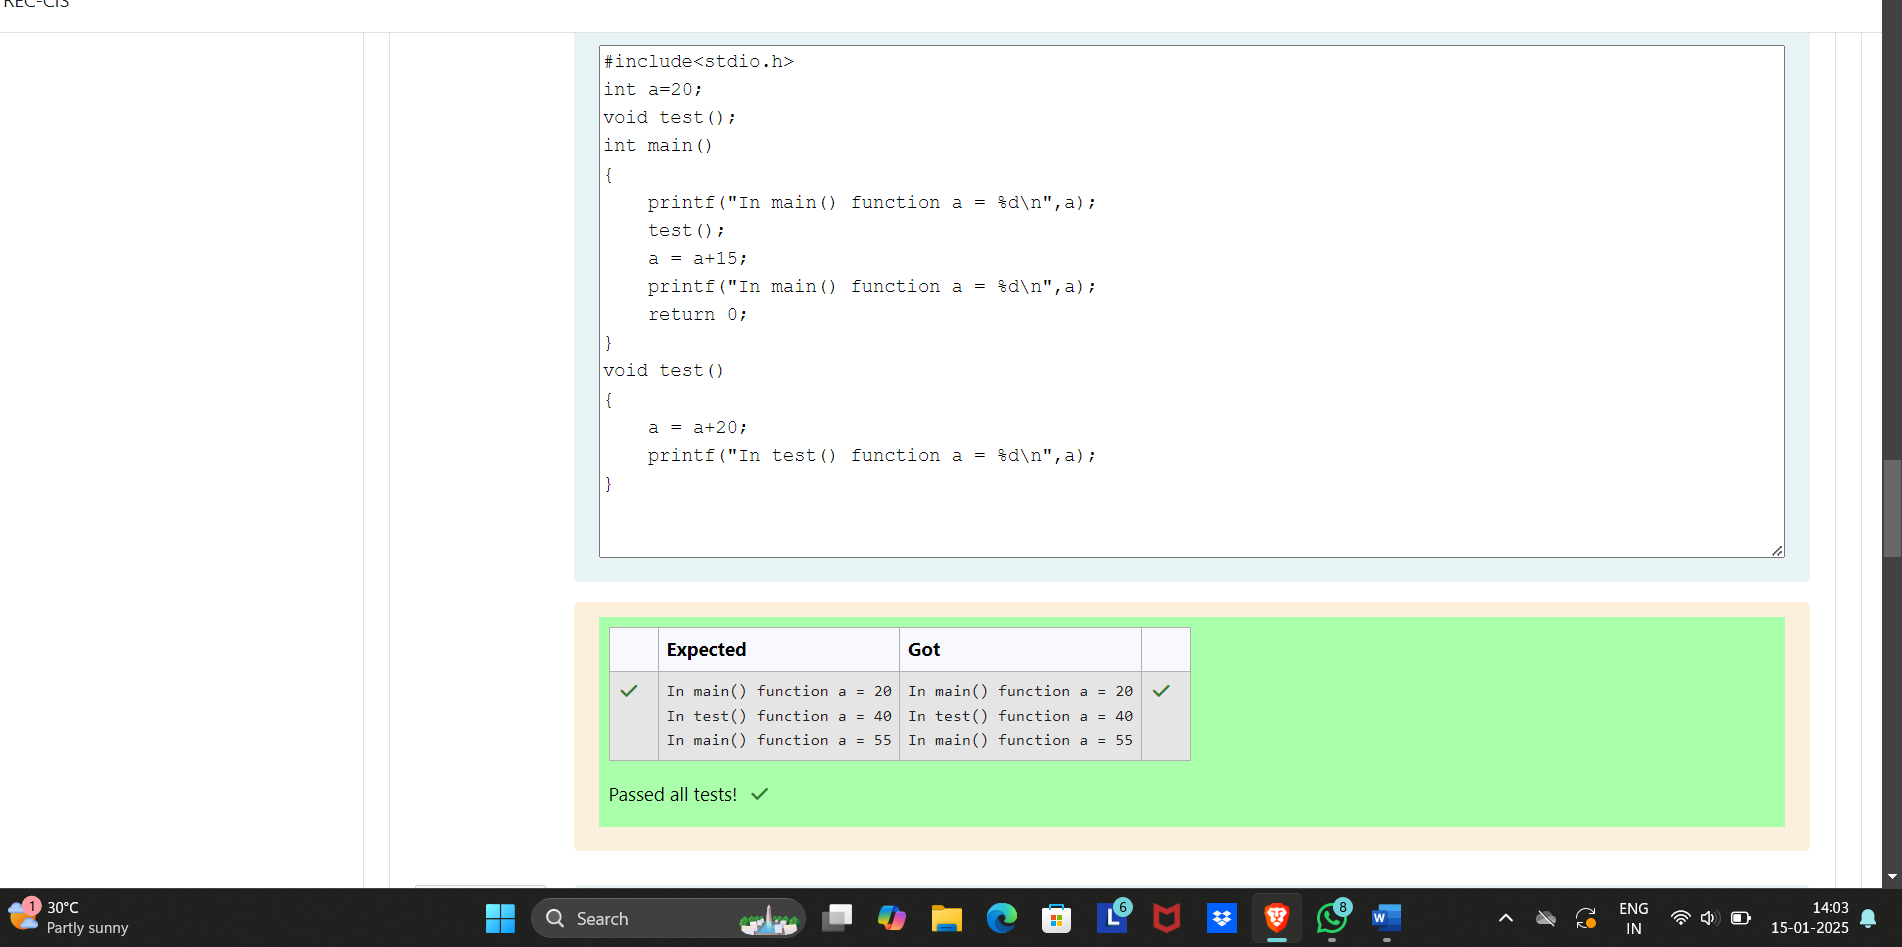 REC-CIS
#include<stdio.h>
int a=20;
void test();
int main()
{
    printf("In main() function a = %d\n",a);
    test();
    a = a+15;
    printf("In main() function a = %d\n",a);
    return 0;
}
void test()
{
    a = a+20;
    printf("In test() function a = %d\n",a);
}
Expected Got
In main() function a = 20 In main() function a = 20
In test() function a = 40 In test() function a = 40
In main() function a = 55 In main() function a = 55
Passed all tests!
1 30°C
Partly sunny
Search
L 6
8
W
ENG
IN
14:03
15-01-2025